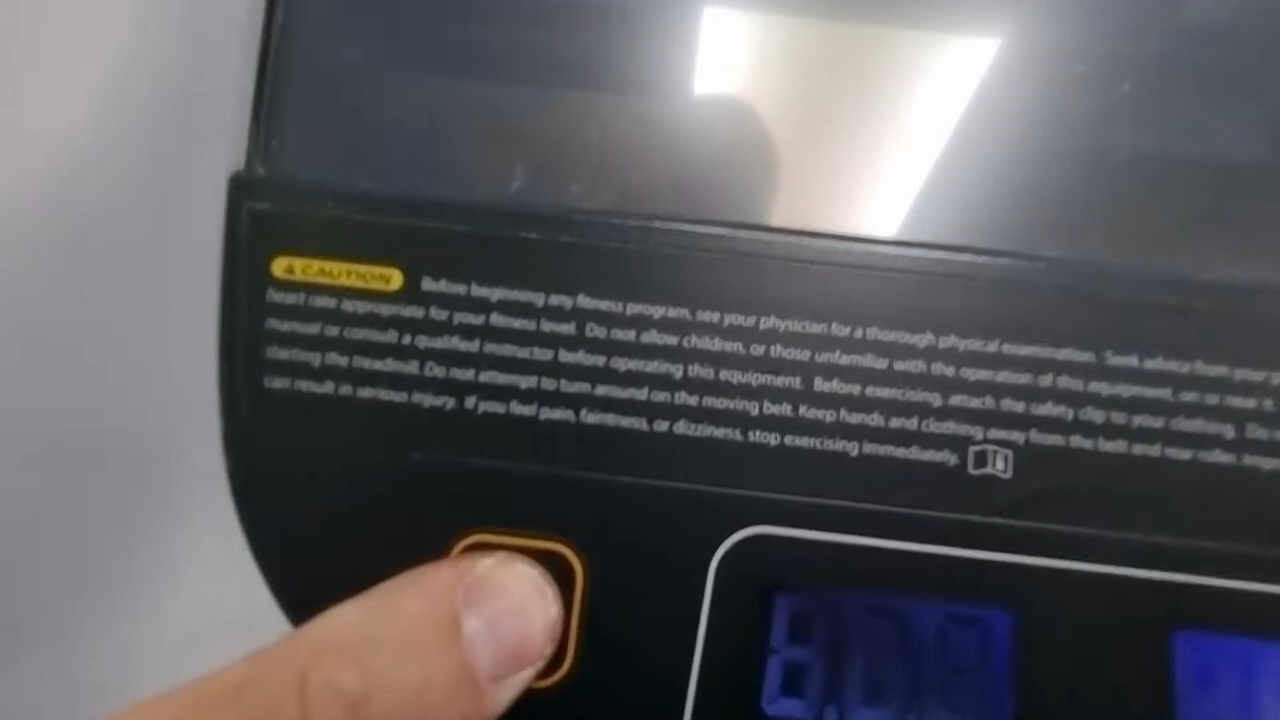 CAUTION Before beginning any fitness program, see your physician for a thorough physical examination. Seek advice from your
heart rate appropriate for your fitness level. Do not allow children, or those unfamiliar with the operation of this equipment, on or near it.
manual or consult a qualified instructor before operating this equipment. Before exercising, attach the safety clip to your clothing. Do
starting the treadmill. Do not attempt to turn around on the moving belt. Keep hands and clothing away from the belt and rear roller.
can result in serious injury. If you feel pain, faintness, or dizziness, stop exercising immediately.